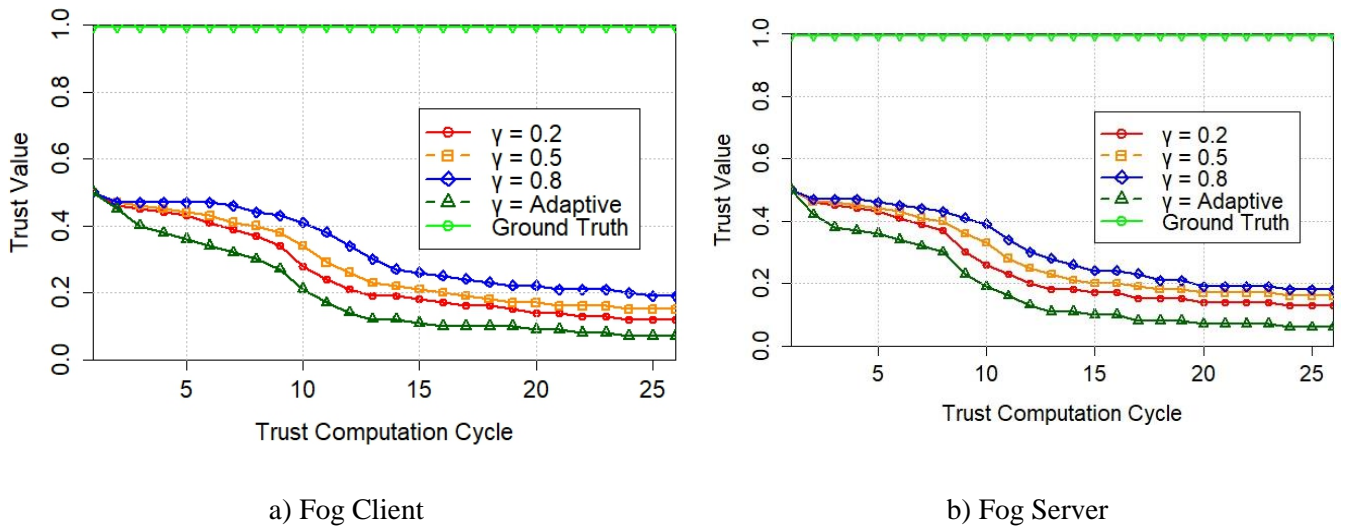 1.0
0.8
0.6
0.4
0.2
0.0
Trust Value
γ = 0.2
γ = 0.5
γ = 0.8
γ = Adaptive
Ground Truth
5 10 15 20 25
Trust Computation Cycle
a) Fog Client
1.0
0.8
0.6
0.4
0.2
0.0
Trust Value
γ = 0.2
γ = 0.5
γ = 0.8
γ = Adaptive
Ground Truth
5 10 15 20 25
Trust Computation Cycle
b) Fog Server